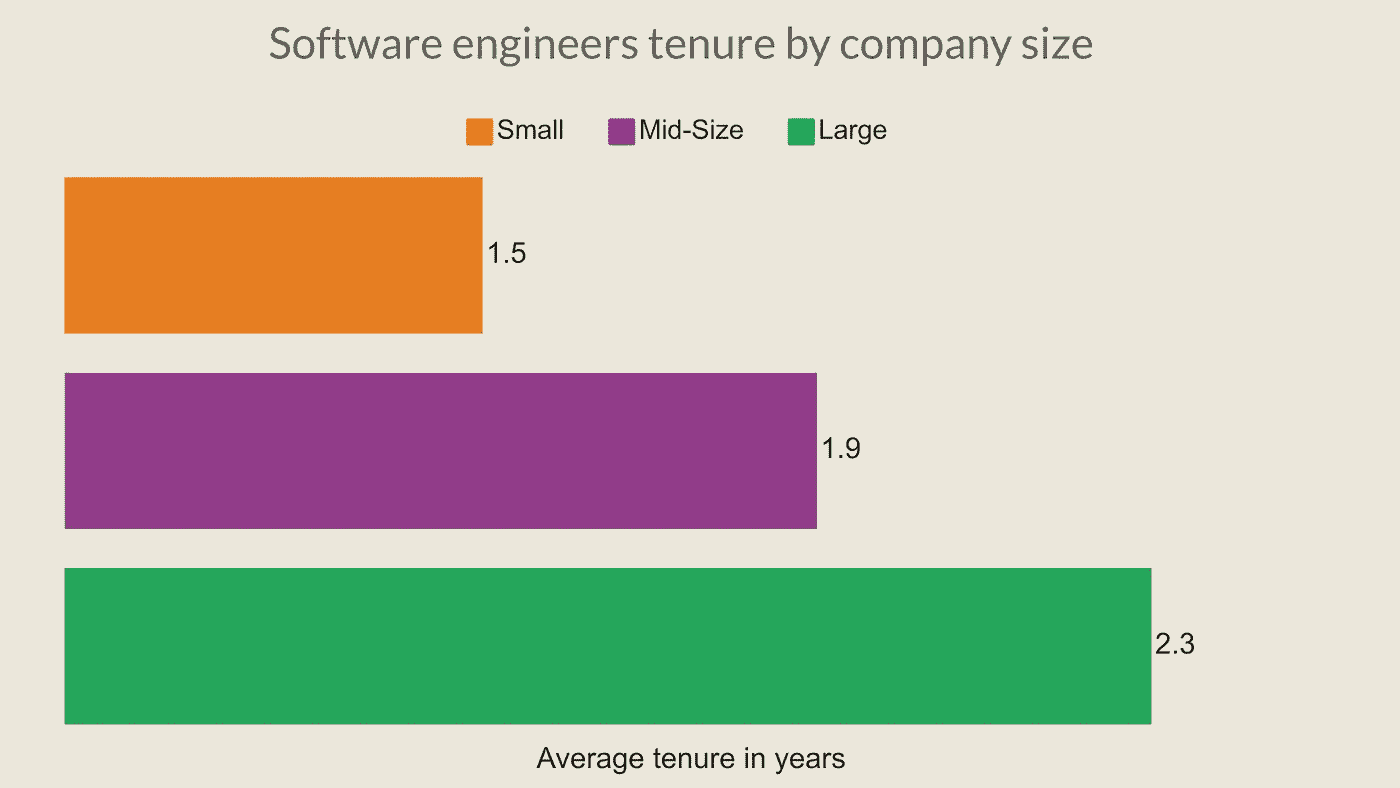 Software engineers tenure by company size
Small Mid-Size Large
1.5
1.9
2.3
Average tenure in years